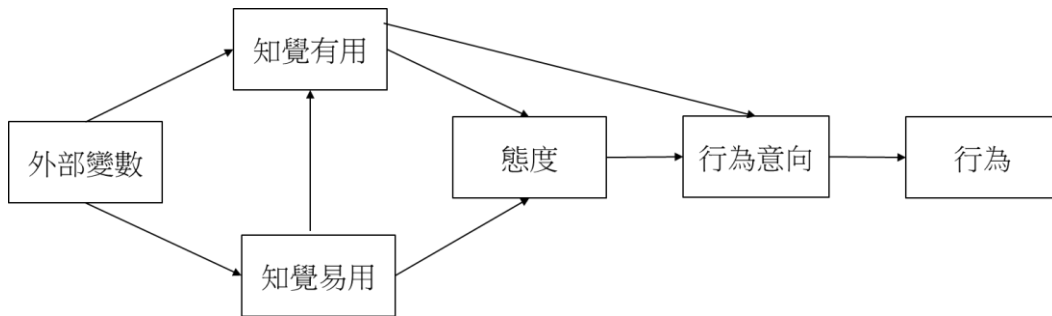 知覺有用
外部變數
態度
行為意向
行為
知覺易用